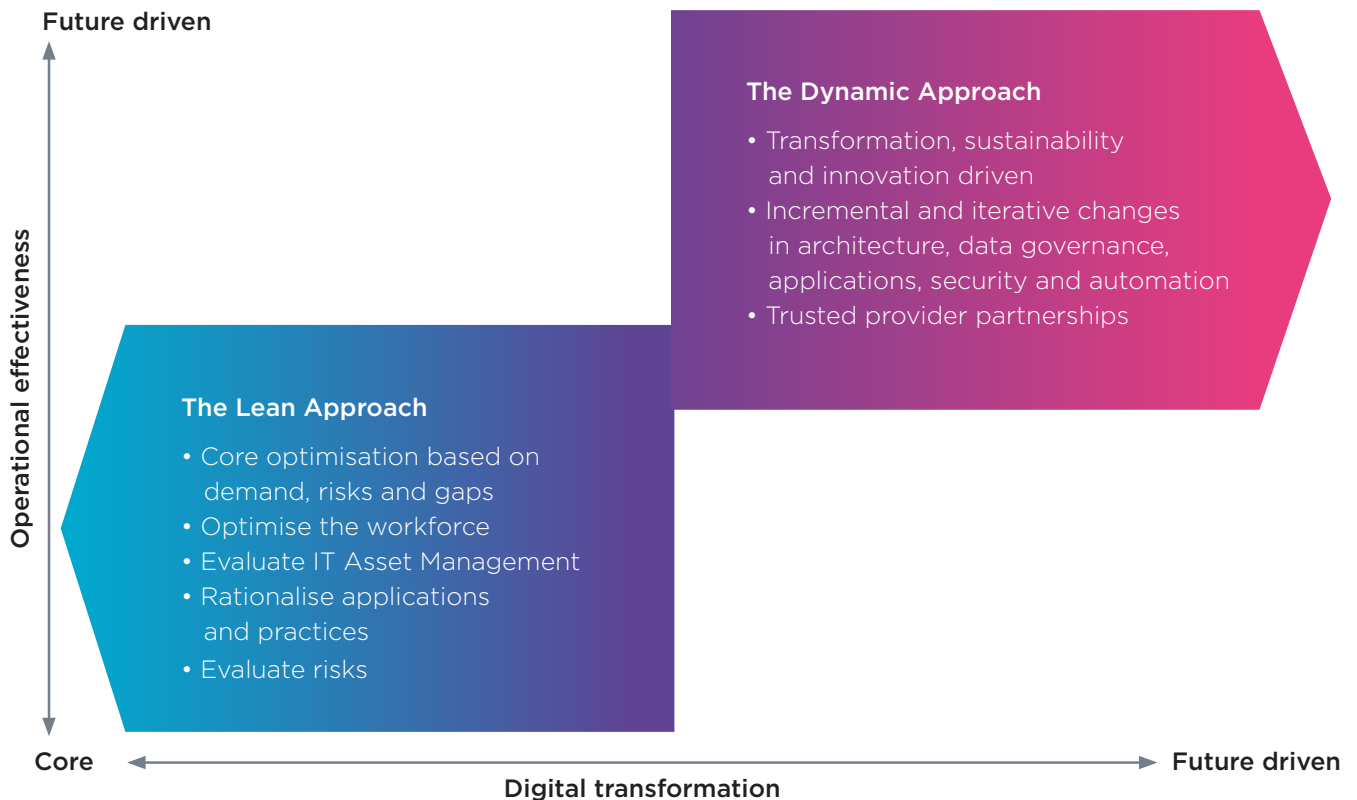 Future driven
Operational effectiveness
The Dynamic Approach
• Transformation, sustainability
and innovation driven
• Incremental and iterative changes
in architecture, data governance,
applications, security and automation
• Trusted provider partnerships
The Lean Approach
• Core optimisation based on
demand, risks and gaps
• Optimise the workforce
• Evaluate IT Asset Management
• Rationalise applications
and practices
• Evaluate risks
Core
Digital transformation
Future driven